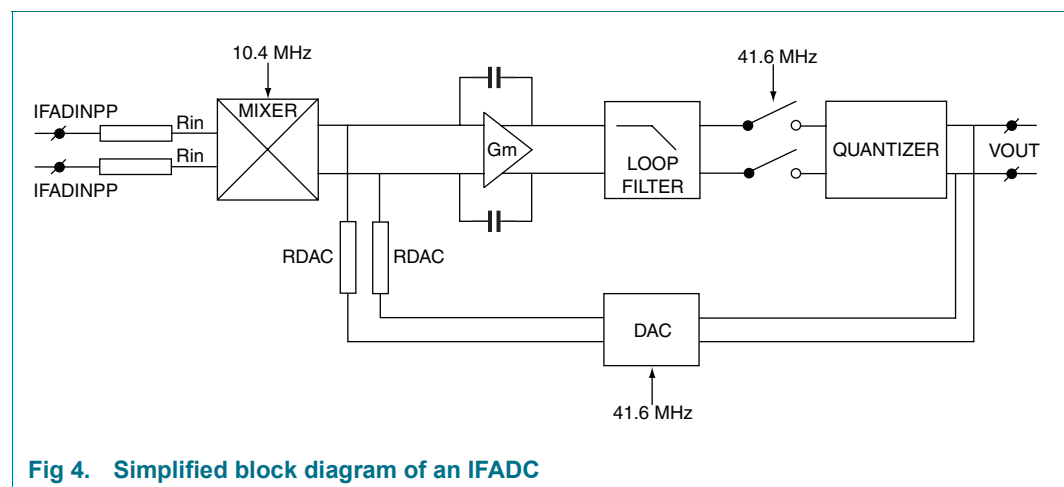 10.4 MHz
41.6 MHz
IFADINPP
Rin
MIXER
Rin
IFADINPP
Gm
LOOP
FILTER
QUANTIZER
VOUT
RDAC
RDAC
DAC
41.6 MHz
Fig 4. Simplified block diagram of an IFADC